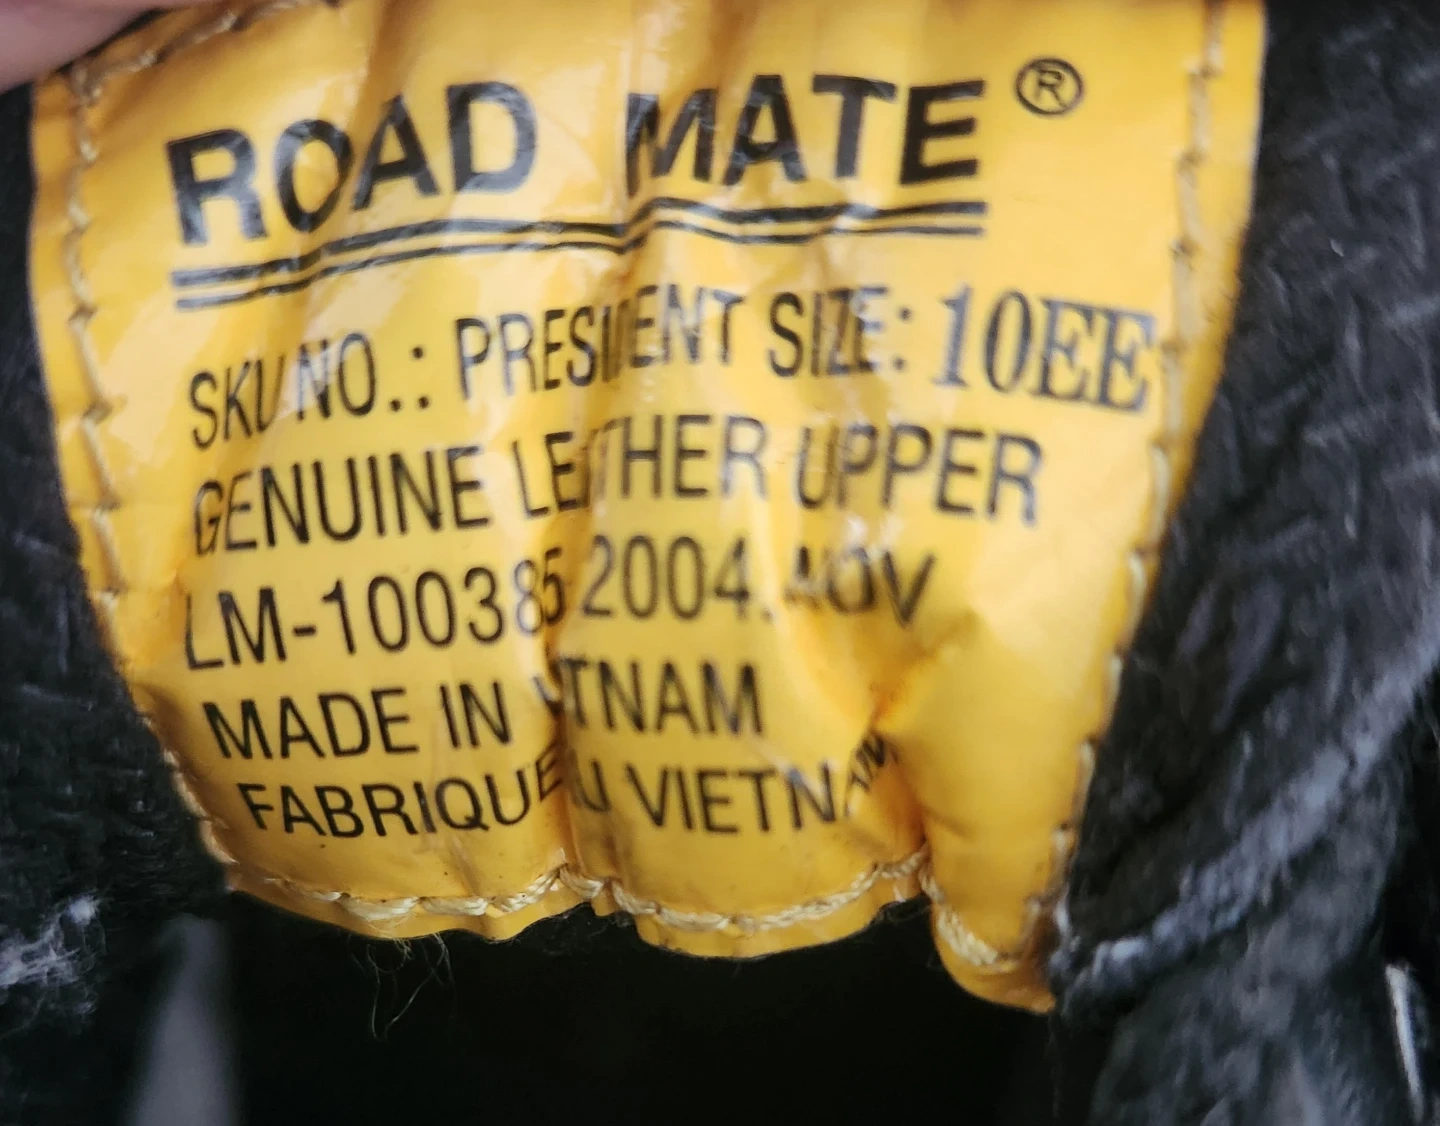 ROAD MATE ®
SKU NO.: PRESIDENT SIZE: 10EE
GENUINE LEATHER UPPER
LM-100385 2004. NOV
MADE IN VIETNAM
FABRIQUE AU VIETNAM